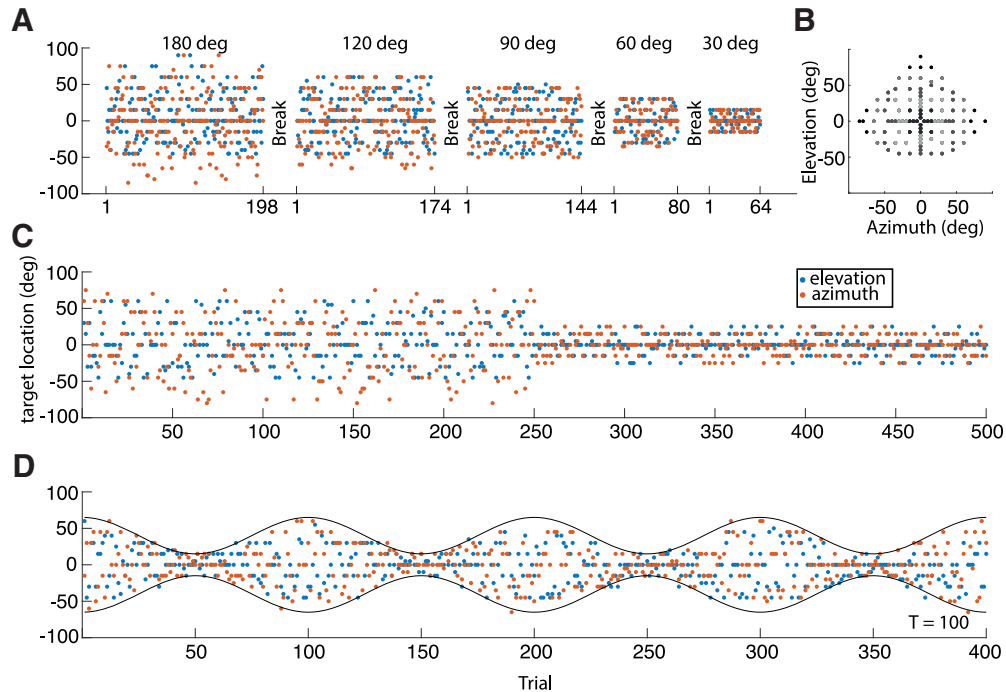 A
180 deg 120 deg 90 deg 60 deg 30 deg
100
50
0
-50
-100
Break Break Break Break
1 198 1 174 1 144 1 80 1 64
B
Elevation (deg)
50
0
-50
-50 0 50
Azimuth (deg)
C
target location (deg)
100
50
0
-50
-100
elevation
azimuth
50 100 150 200 250 300 350 400 450 500
D
100
50
0
-50
-100
T = 100
50 100 150 200 250 300 350 400
Trial